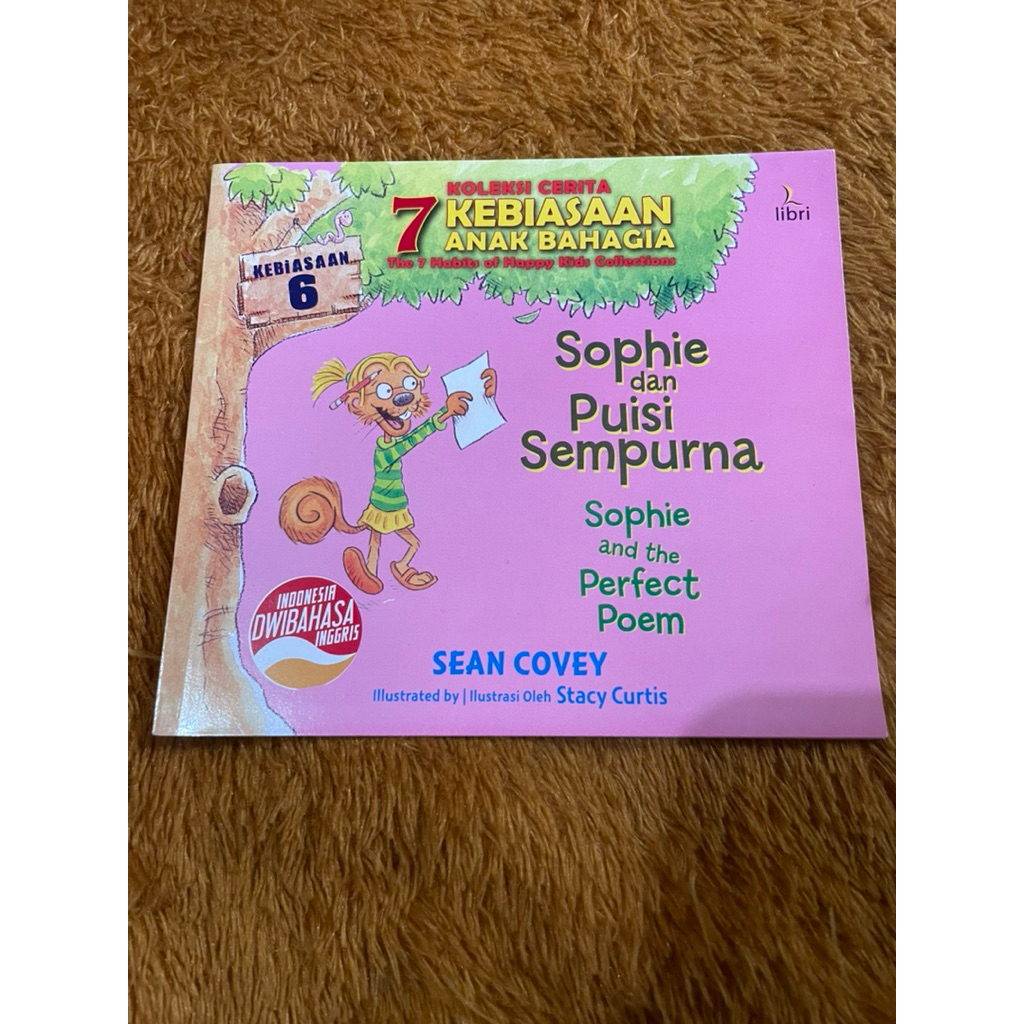 KOLEKSI CERITA
7 KEBIASAAN
ANAK BAHAGIA
The 7 Habits of Happy Kids Collections
libri
KEBiASAAN
6
Sophie
dan
Puisi
Sempurna
Sophie
and the
Perfect
Poem
INDONESIA
DWIBAHASA
INGGRIS
SEAN COVEY
Illustrated by | Ilustrasi Oleh Stacy Curtis